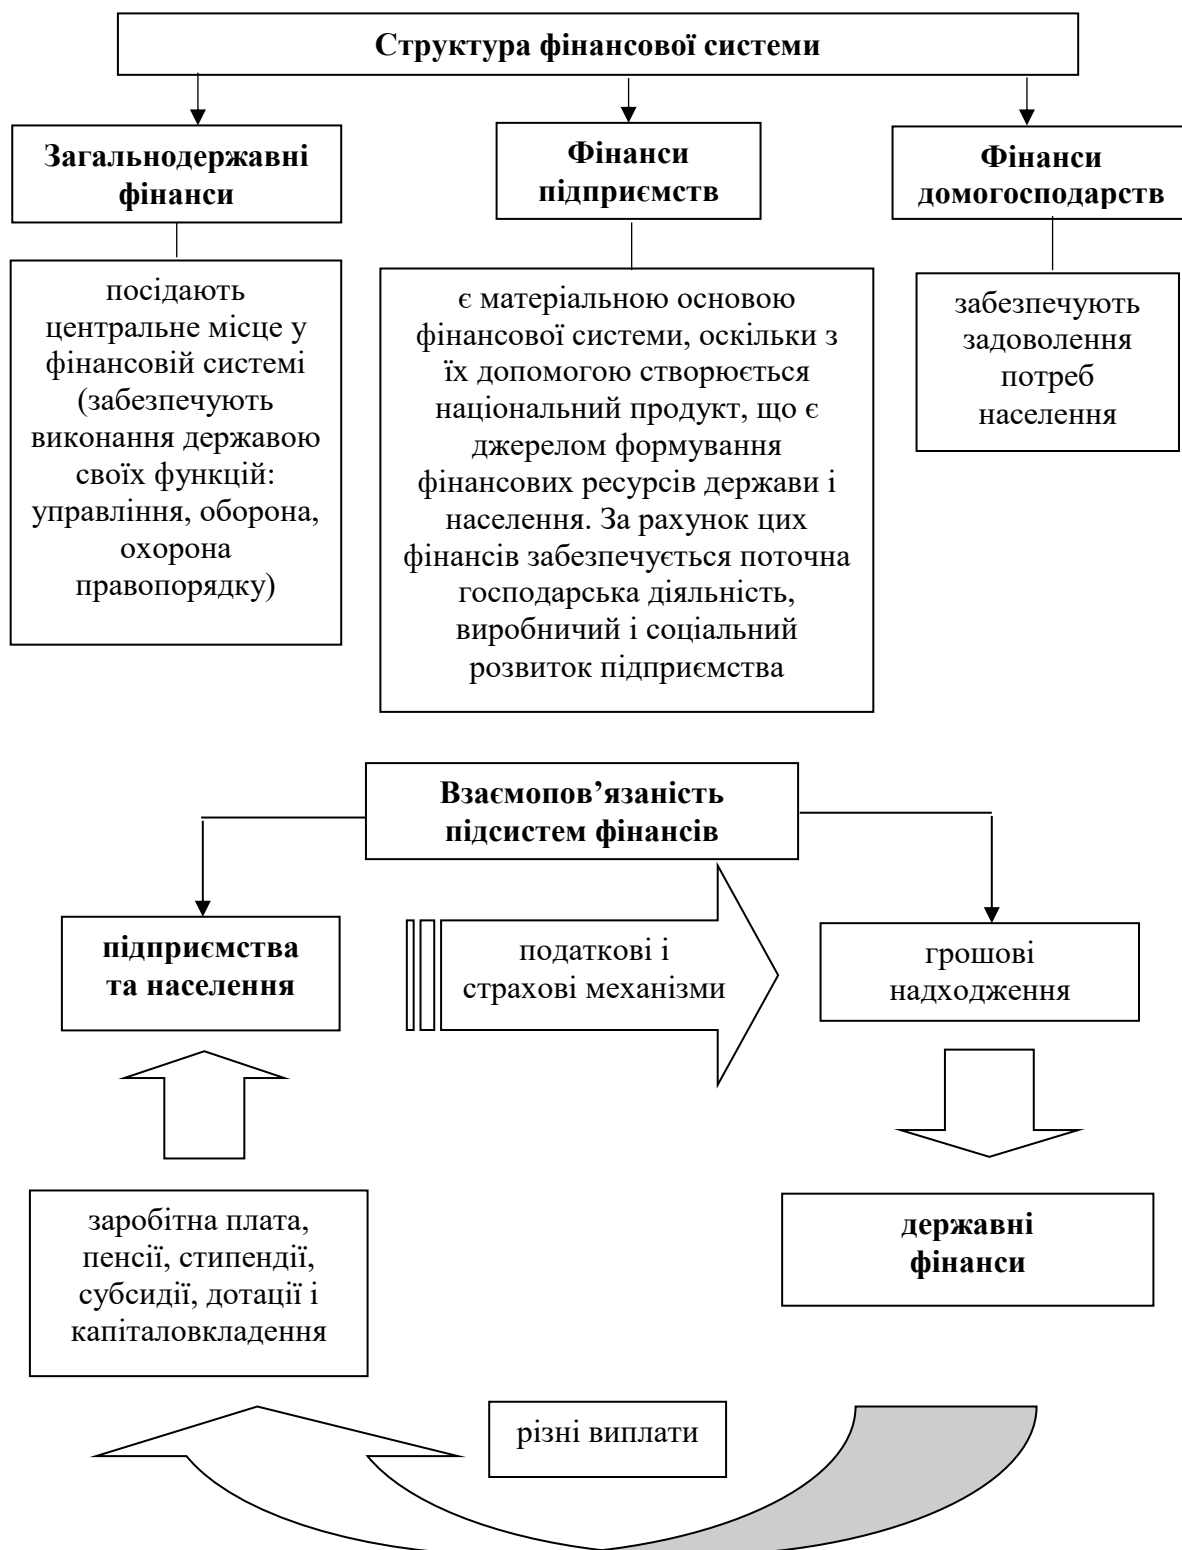 Структура фінансової системи
Загальнодержавні
фінанси
Фінанси
підприємств
Фінанси
домогосподарств
посідають
центральне місце у
фінансовій системі
(забезпечують
виконання державою
своїх функцій:
управління, оборона,
охорона
правопорядку)
є матеріальною основою
фінансової системи, оскільки з
їх допомогою створюється
національний продукт, що є
джерелом формування
фінансових ресурсів держави і
населення. За рахунок цих
фінансів забезпечується поточна
господарська діяльність,
виробничий і соціальний
розвиток підприємства
забезпечують
задоволення
потреб
населення
Взаємопов’язаність
підсистем фінансів
підприємства
та населення
податкові і
страхові механізми
грошові
надходження
заробітна плата,
пенсії, стипендії,
субсидії, дотації і
капіталовкладення
державні
фінанси
різні виплати